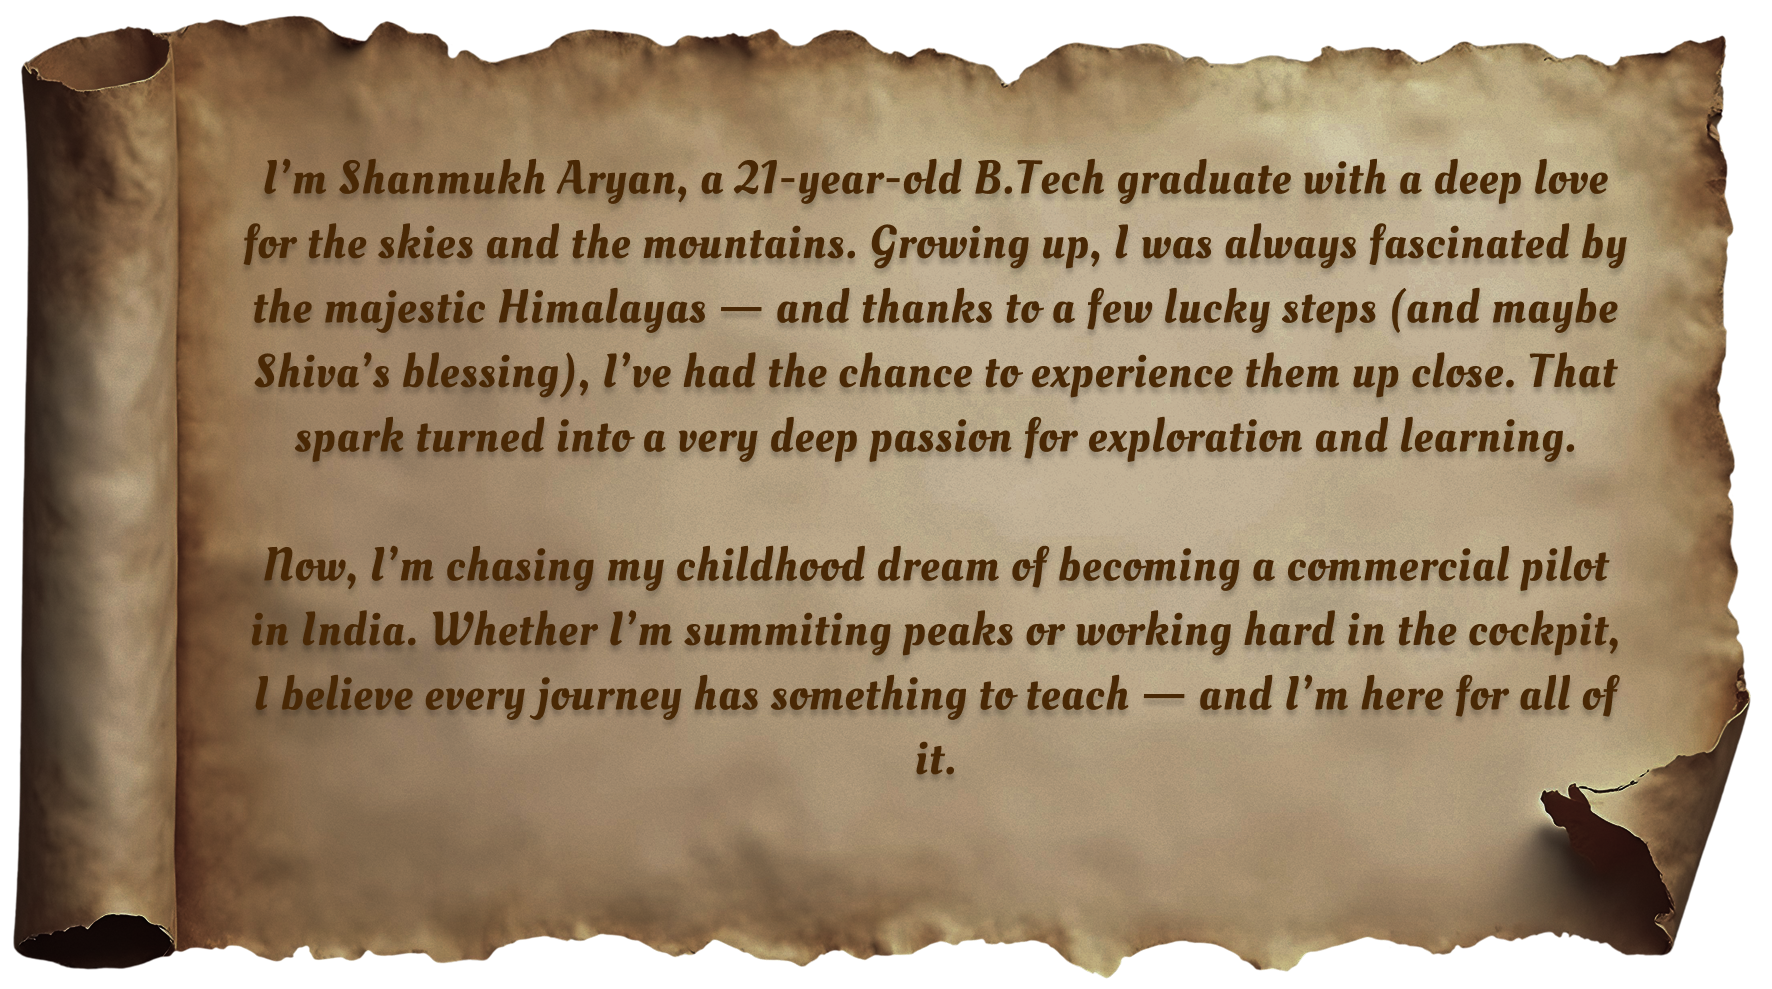 I’m Shanmukh Aryan, a 21-year-old B.Tech graduate with a deep love
for the skies and the mountains. Growing up, I was always fascinated by
the majestic Himalayas — and thanks to a few lucky steps (and maybe
Shiva’s blessing), I’ve had the chance to experience them up close. That
spark turned into a very deep passion for exploration and learning.
Now, I’m chasing my childhood dream of becoming a commercial pilot
in India. Whether I’m summiting peaks or working hard in the cockpit,
I believe every journey has something to teach — and I’m here for all of
it.